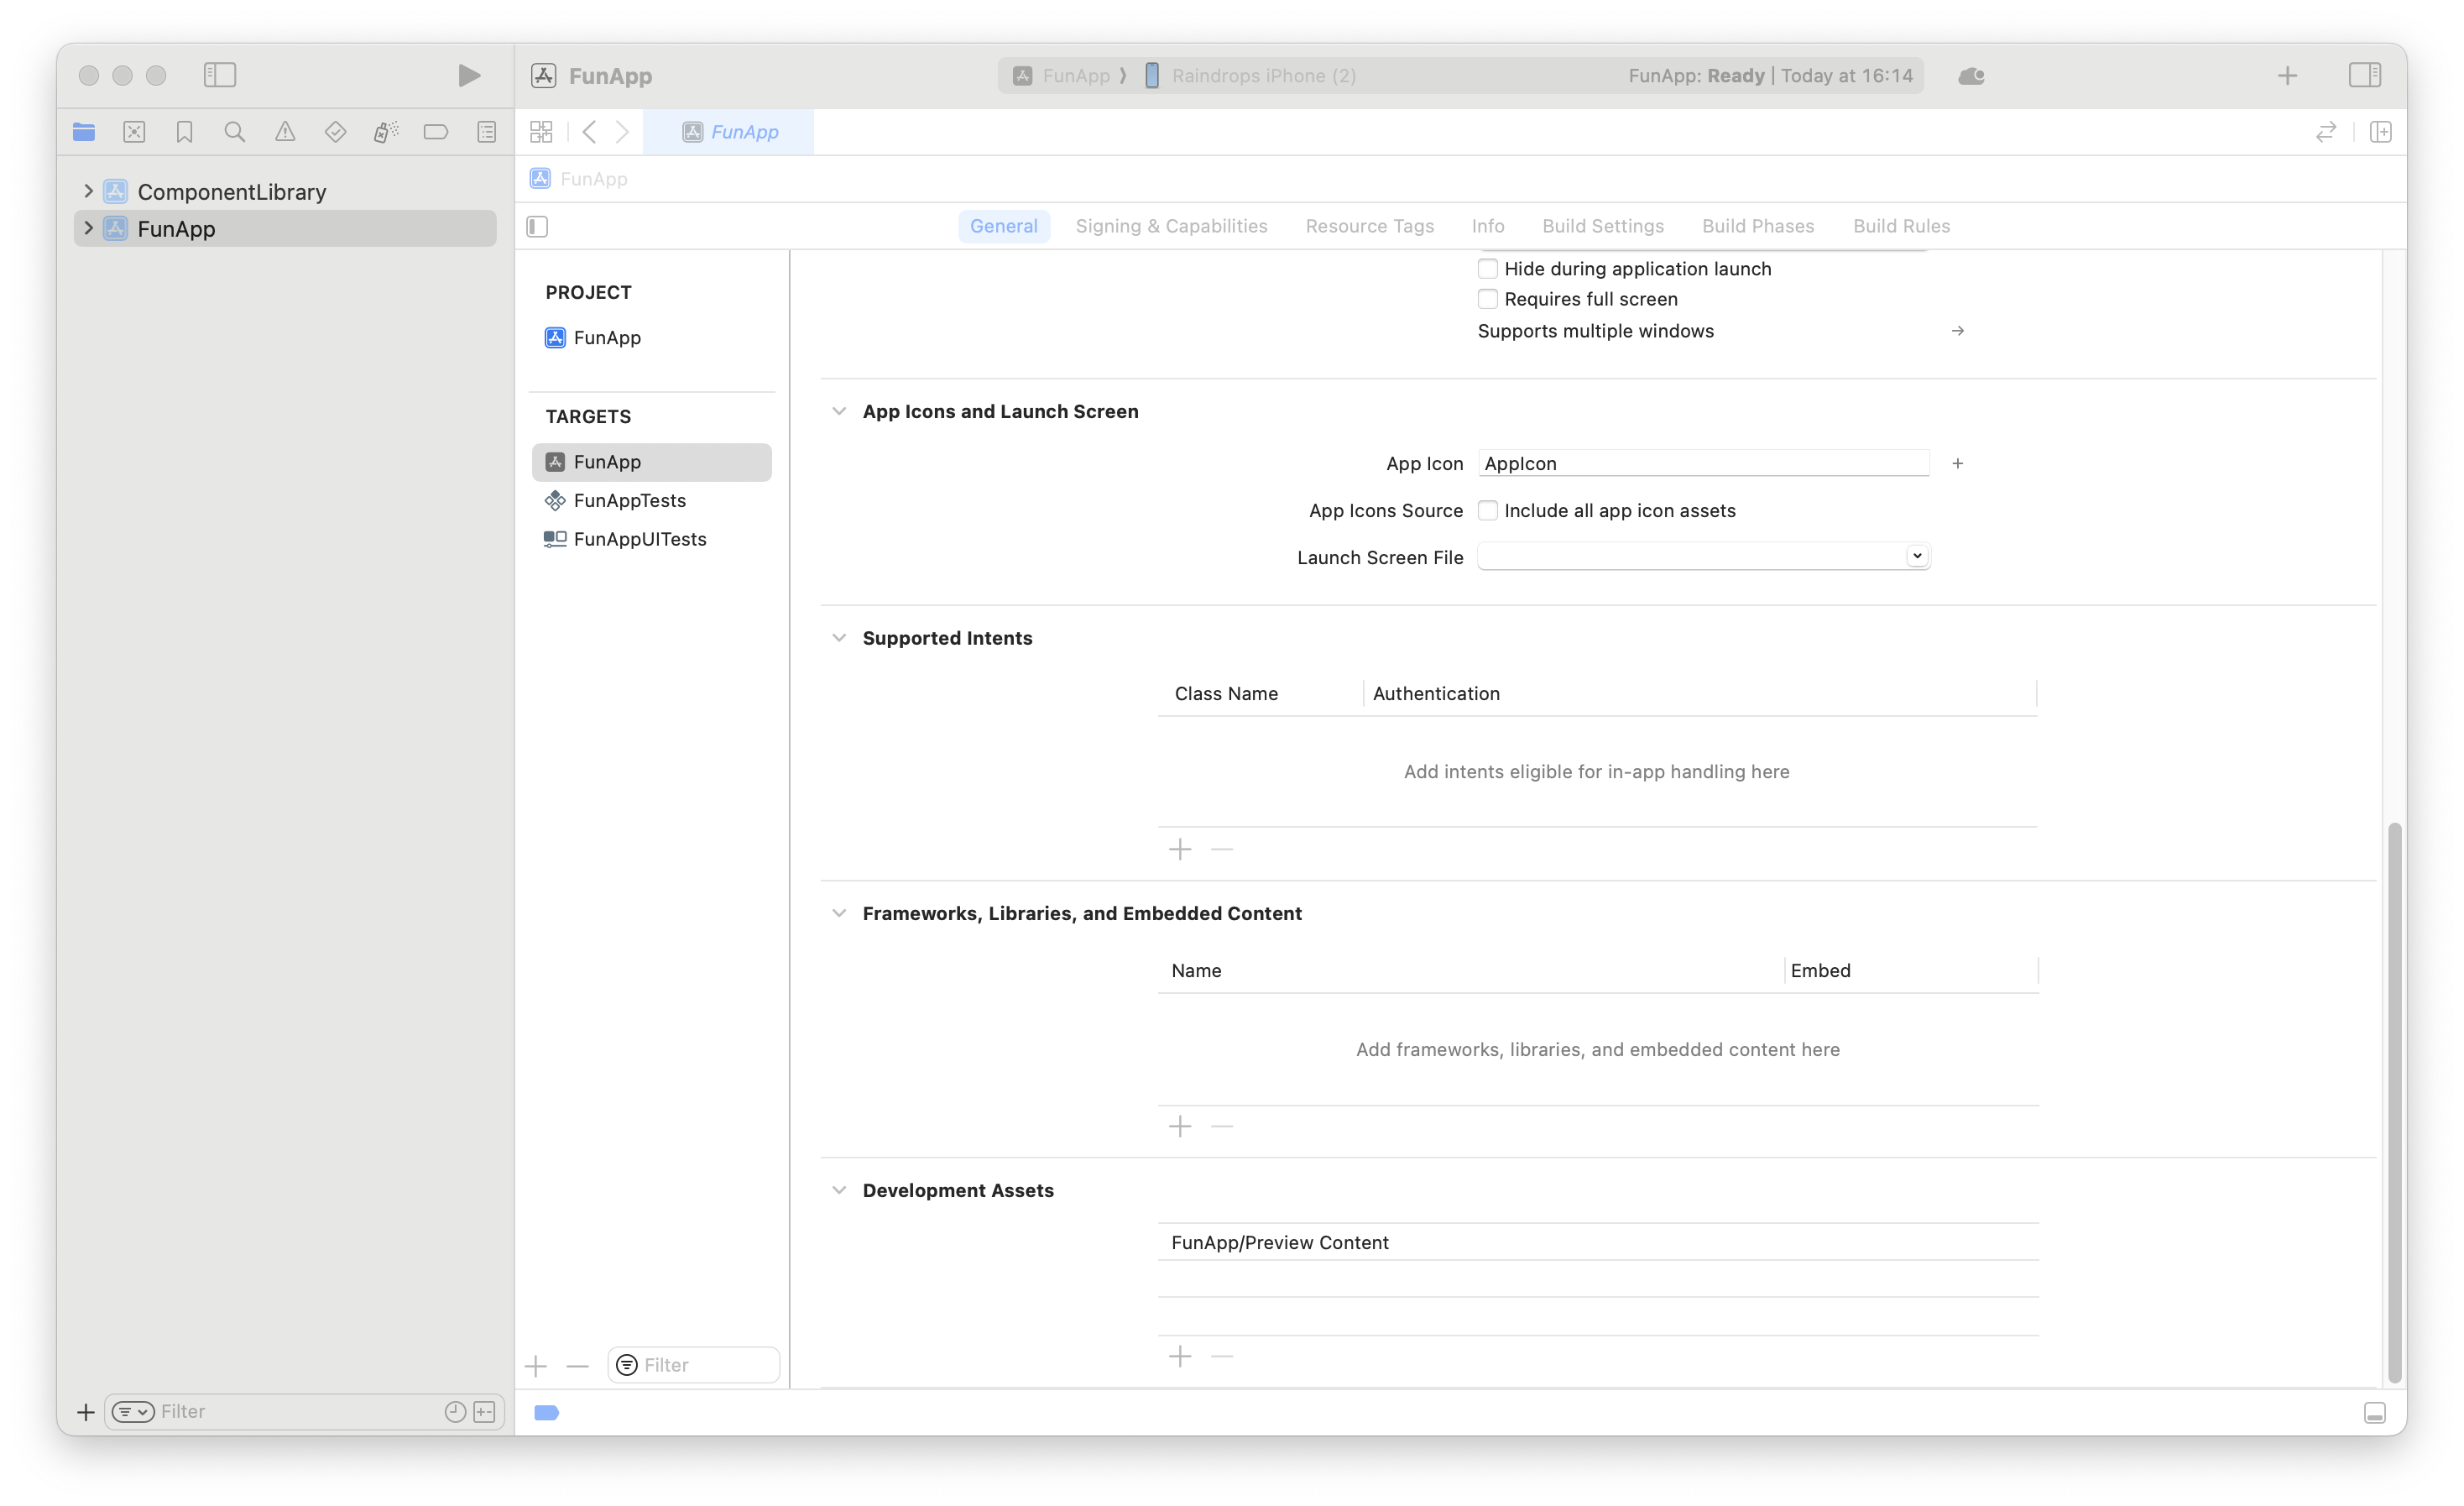 FunApp
FunApp
Raindrops iPhone (2)
FunApp: Ready | Today at 16:14
FunApp
FunApp
ComponentLibrary
FunApp
General
Signing & Capabilities
Resource Tags
Info
Build Settings
Build Phases
Build Rules
PROJECT
FunApp
TARGETS
FunApp
FunAppTests
FunAppUITests
Hide during application launch
Requires full screen
Supports multiple windows
App Icons and Launch Screen
App Icon AppIcon
App Icons Source Include all app icon assets
Launch Screen File
Supported Intents
Class Name Authentication
Add intents eligible for in-app handling here
Frameworks, Libraries, and Embedded Content
Name Embed
Add frameworks, libraries, and embedded content here
Development Assets
FunApp/Preview Content
Filter
Filter